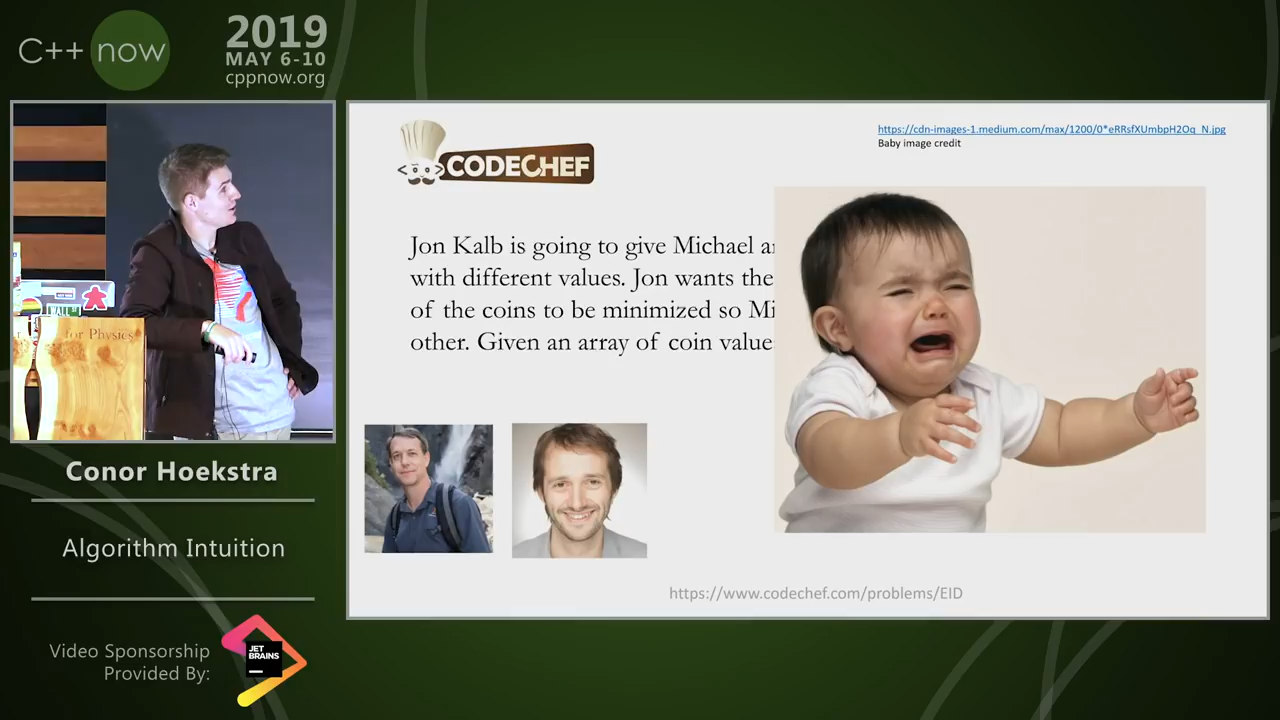 C++ now
2019
MAY 6-10
cppnow.org
for Physics
Conor Hoekstra
Algorithm Intuition
Video Sponsorship
Provided By:
JET
BRAINS
CODECHEF
https://cdn-images-1.medium.com/max/1200/0*eRRsfXUmbpH2Oq_N.jpg
Baby image credit
Jon Kalb is going to give Michael
with different values. Jon wants the
of the coins to be minimized so
other. Given an array of coin value
https://www.codechef.com/problems/EID